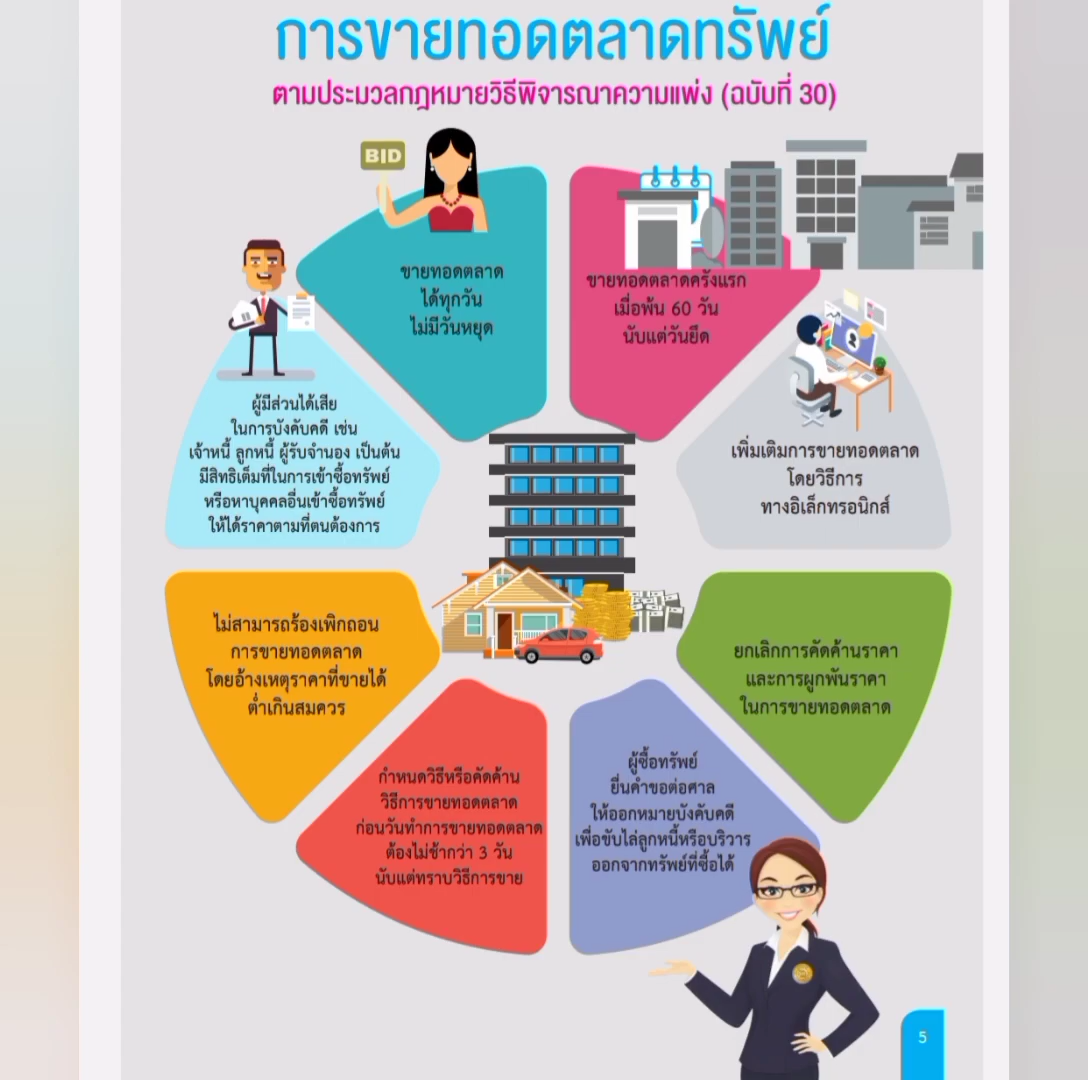 การขายทอดตลาดทรัพย์
ตามประมวลกฎหมายวิธีพิจารณาความแพ่ง (ฉบับที่ 30)
BID
ขายทอดตลาด
ได้ทุกวัน
ไม่มีวันหยุด
ขายทอดตลาดครั้งแรก
เมื่อพ้น 60 วัน
นับแต่วันยึด
เพิ่มเติมการขายทอดตลาด
โดยวิธีการ
ทางอิเล็กทรอนิกส์
ยกเลิกการคัดค้านราคา
และการผูกพันราคา
ในการขายทอดตลาด
ผู้ซื้อทรัพย์
ยื่นคำขอต่อศาล
ให้ออกหมายบังคับคดี
เพื่อขับไล่ลูกหนี้หรือบริวาร
ออกจากทรัพย์ที่ซื้อได้
กำหนดวิธีหรือคัดค้าน
วิธีการขายทอดตลาด
ก่อนวันทำการขายทอดตลาด
ต้องไม่ช้ากว่า 3 วัน
นับแต่ทราบวิธีการขาย
ไม่สามารถร้องเพิกถอน
การขายทอดตลาด
โดยอ้างเหตุราคาที่ขายได้
ต่ำเกินสมควร
ผู้มีส่วนได้เสีย
ในการบังคับคดี เช่น
เจ้าหนี้ ลูกหนี้ ผู้รับจำนอง เป็นต้น
มีสิทธิเต็มที่ในการเข้าซื้อทรัพย์
หรือหาบุคคลอื่นเข้าซื้อทรัพย์
ให้ได้ราคาตามที่ตนต้องการ
5